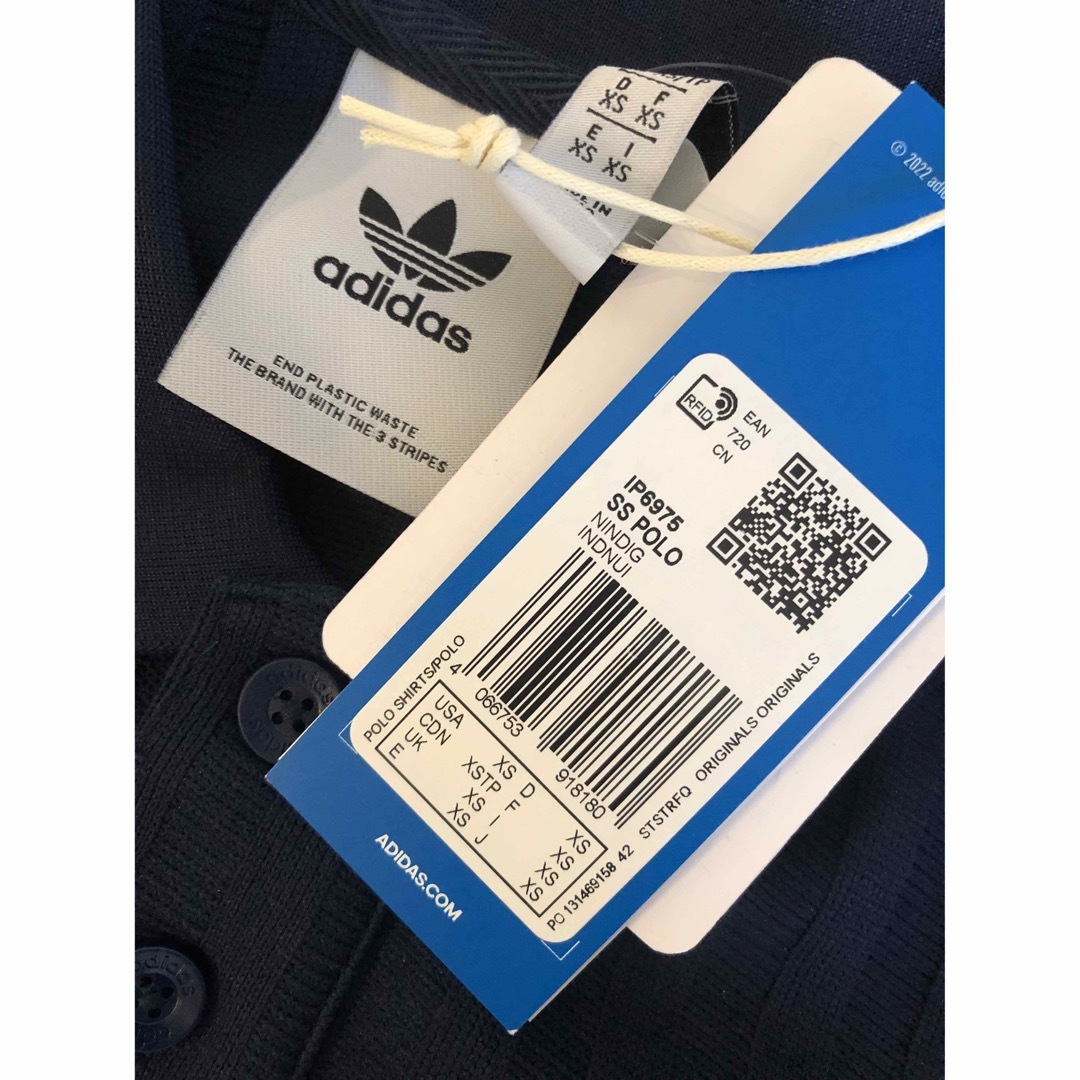 D F
XS XS
E I
XS XS
adidas
END PLASTIC WASTE
THE BRAND WITH THE 3 STRIPES
© 2022
RFID
EAN
720
CN
IP6975
SS POLO
NINDIG
INDNUI
4 066753 918180
POLO SHIRTS/POLO
USA XS D XS
CDN XSTP F XS
UK XS I XS
E XS J
STSTRFQ ORIGINALS ORIGINALS
PO 131469158 42
ADIDAS.COM
adidas
adidas